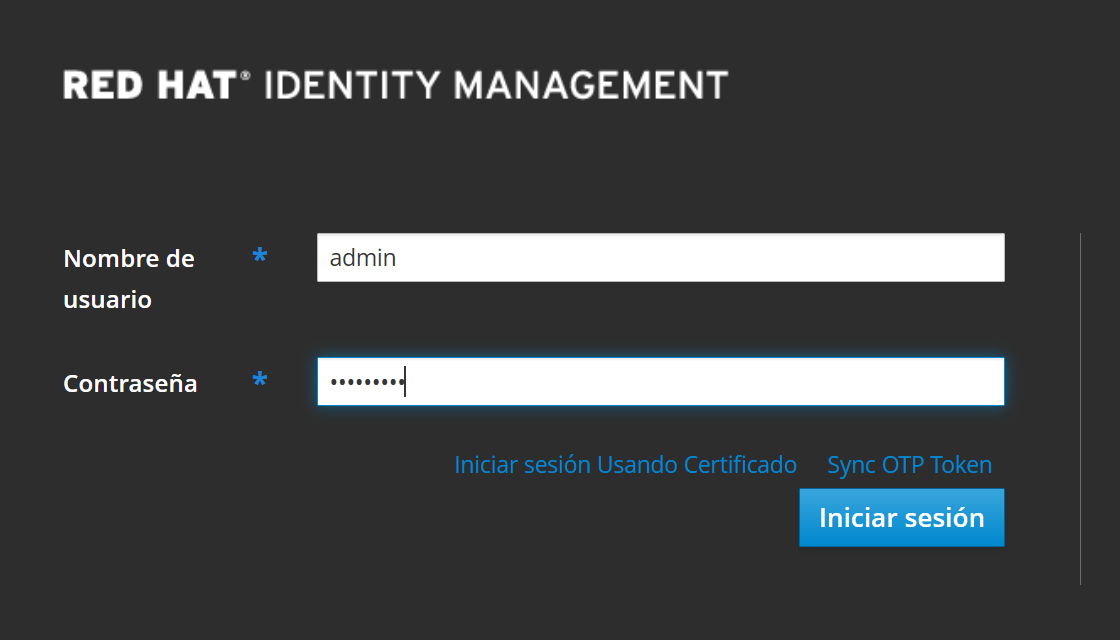 RED HAT® IDENTITY MANAGEMENT
Nombre de
usuario
*
admin
Contraseña
*
•••••••••
Iniciar sesión Usando Certificado
Sync OTP Token
Iniciar sesión